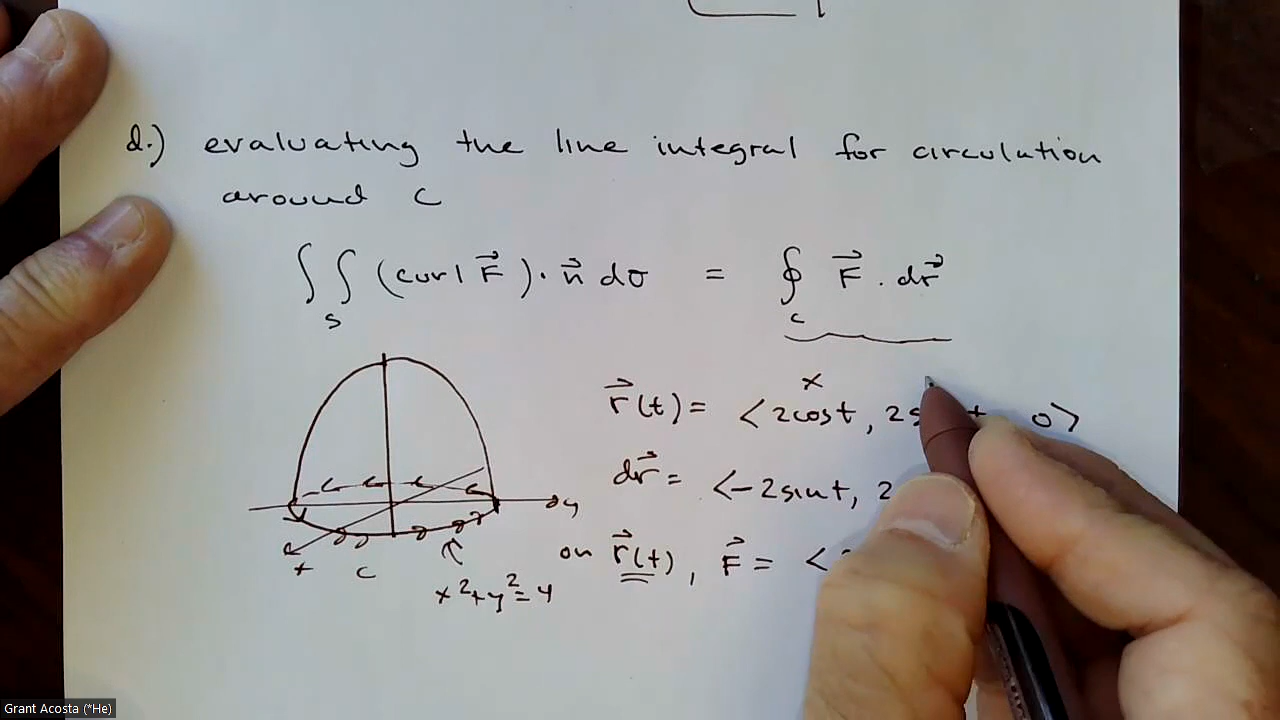 d.) evaluating the line integral for circulation
around C
∫∫ (curl F⃗)·n⃗ dσ = ∮ F⃗·dr⃗
S C
x
r⃗(t) = <2cost, 2s t 0>
dr⃗ = <-2sint, 2
y
on r⃗(t), F⃗ = <
x C
x²+y²=4
Grant Acosta (*He)